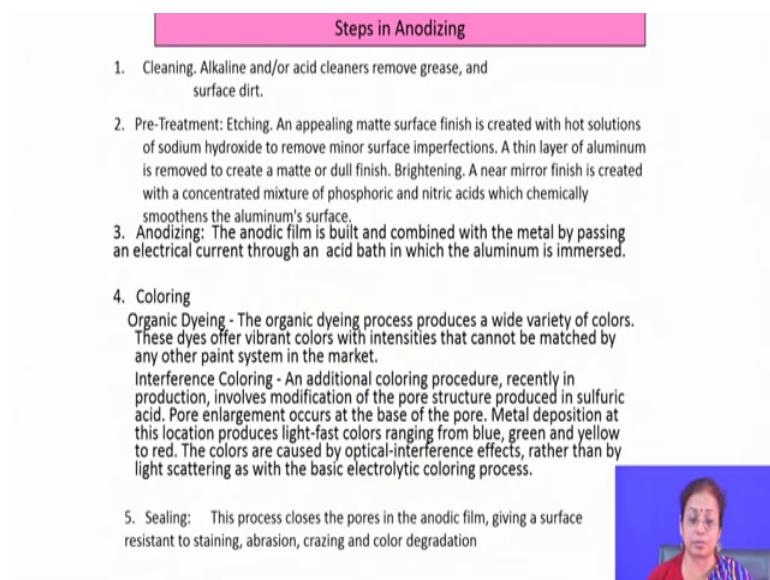 Steps in Anodizing
1. Cleaning. Alkaline and/or acid cleaners remove grease, and
surface dirt.
2. Pre-Treatment: Etching. An appealing matte surface finish is created with hot solutions
of sodium hydroxide to remove minor surface imperfections. A thin layer of aluminum
is removed to create a matte or dull finish. Brightening. A near mirror finish is created
with a concentrated mixture of phosphoric and nitric acids which chemically
smoothens the aluminum's surface.
3. Anodizing: The anodic film is built and combined with the metal by passing
an electrical current through an acid bath in which the aluminum is immersed.
4. Coloring
Organic Dyeing - The organic dyeing process produces a wide variety of colors.
These dyes offer vibrant colors with intensities that cannot be matched by
any other paint system in the market.
Interference Coloring - An additional coloring procedure, recently in
production, involves modification of the pore structure produced in sulfuric
acid. Pore enlargement occurs at the base of the pore. Metal deposition at
this location produces light-fast colors ranging from blue, green and yellow
to red. The colors are caused by optical-interference effects, rather than by
light scattering as with the basic electrolytic coloring process.
5. Sealing: This process closes the pores in the anodic film, giving a surface
resistant to staining, abrasion, crazing and color degradation